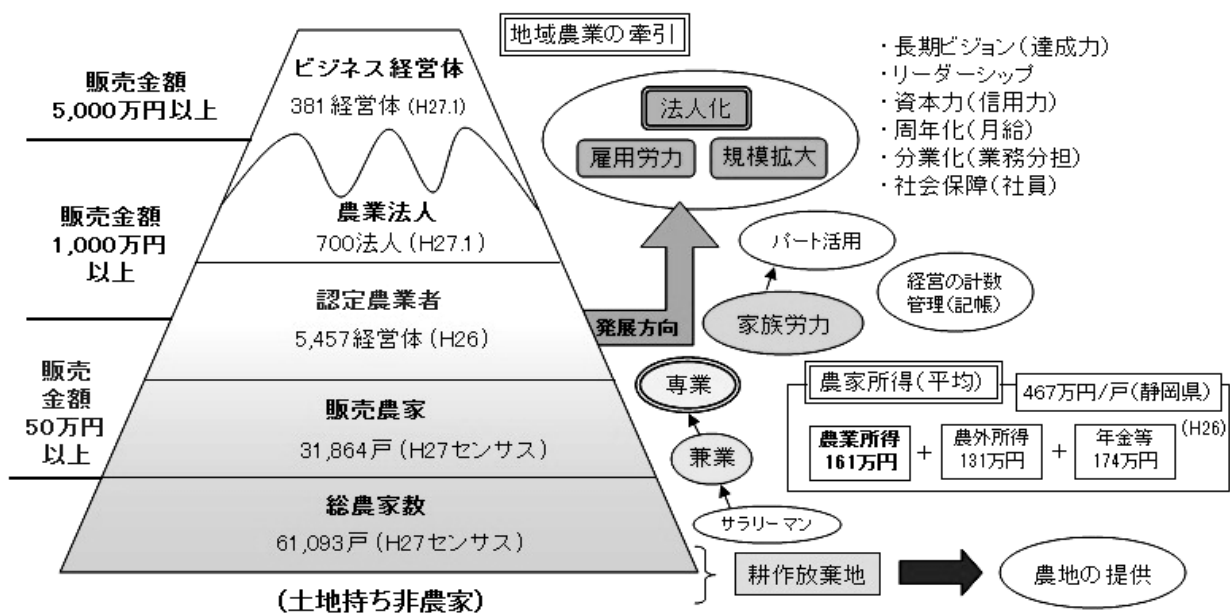 地域農業の牽引
ビジネス経営体
381経営体(H27.1)
販売金額
5,000万円以上
・長期ビジョン(達成力)
・リーダーシップ
・資本力(信用力)
・周年化(月給)
・分業化(業務分担)
・社会保障(社員)
法人化
雇用労力
規模拡大
販売金額
1,000万円
以上
農業法人
700法人(H27.1)
パート活用
経営の計数
管理(記帳)
認定農業者
5,457経営体(H26)
発展方向
家族労力
販売
金額
50万円
以上
専業
農家所得(平均)
467万円/戸(静岡県)
(H26)
農業所得
161万円
+
農外所得
131万円
+
年金等
174万円
販売農家
31,864戸(H27センサス)
兼業
総農家数
61,093戸(H27センサス)
サラリーマン
耕作放棄地
農地の提供
(土地持ち非農家)